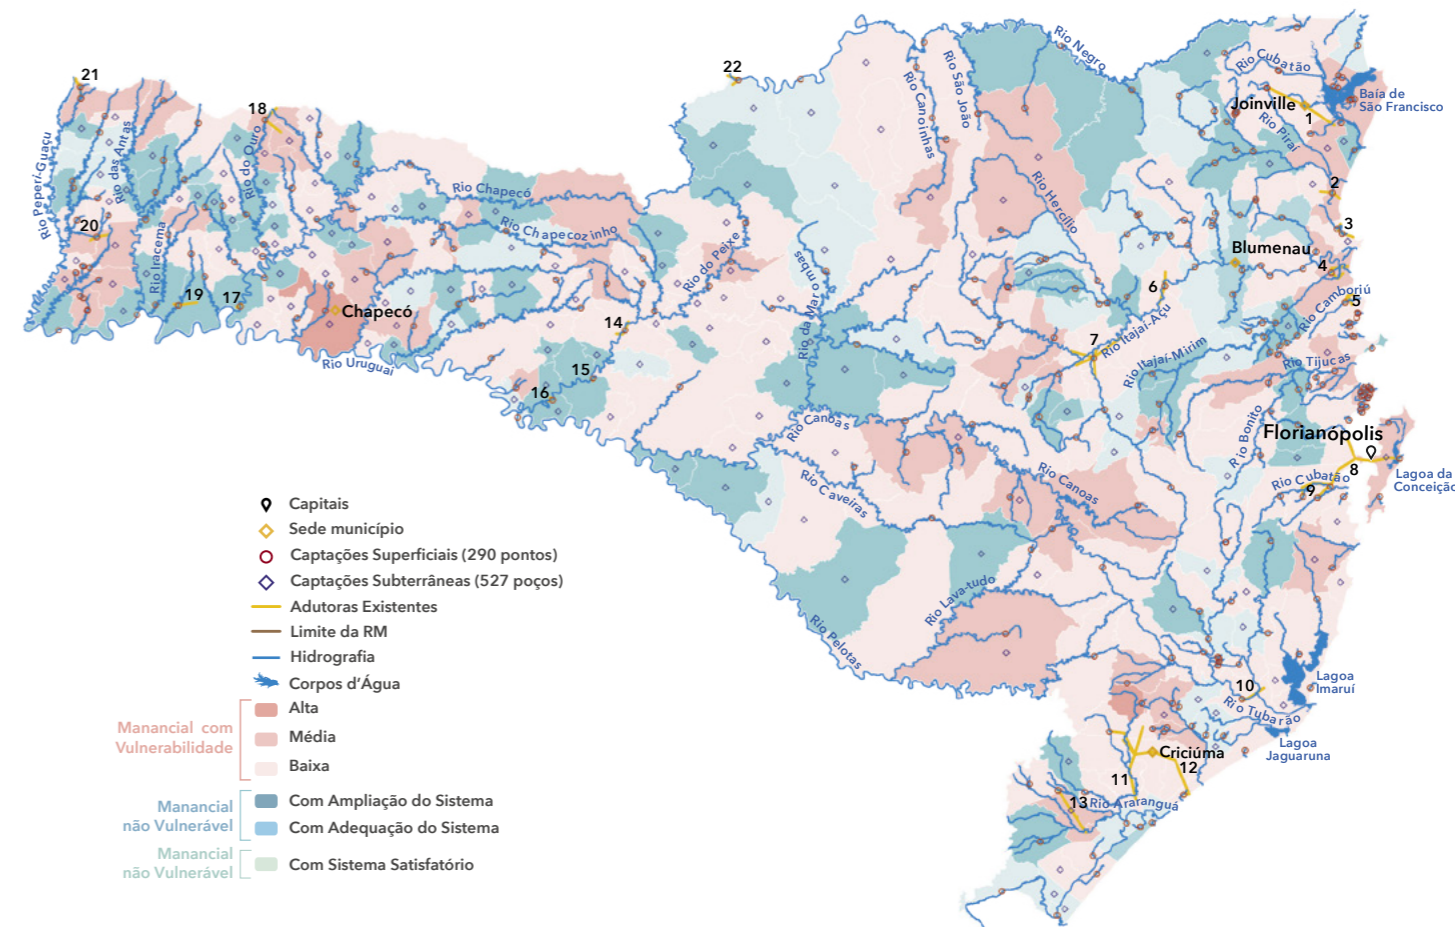 22
21
18
Rio Peperi-Guaçu
Rio das Antas
Rio do Ouro
Rio Chapecó
Rio Chapecozinho
20
Rio Iracema
19
17
Chapecó
Rio Uruguai
14
15
16
Rio do Peixe
Rio da Marombas
Rio Canoinhas
Rio São João
Rio Negro
Rio Hercílio
Rio Cubatão
Joinville
1
Rio Piraí
Baía de
São Francisco
2
3
Blumenau
4
Rio Camboriú
5
6
7
Rio Itajaí-Açu
Rio Itajaí-Mirim
Rio Tijucas
Rio Bonito
Florianópolis
8
Rio Cubatão
9
Lagoa da
Conceição
Rio Canoas
Rio Caveiras
Rio Canoas
Rio Lava-tudo
Rio Pelotas
10
Rio Tubarão
Lagoa
Imaruí
Lagoa
Jaguaruna
Criciúma
12
11
13
Rio Araranguá
Capitais
Sede município
Captações Superficiais (290 pontos)
Captações Subterrâneas (527 poços)
Adutoras Existentes
Limite da RM
Hidrografia
Corpos d’Água
Manancial com
Vulnerabilidade
Alta
Média
Baixa
Manancial
não Vulnerável
Com Ampliação do Sistema
Com Adequação do Sistema
Manancial
não Vulnerável
Com Sistema Satisfatório